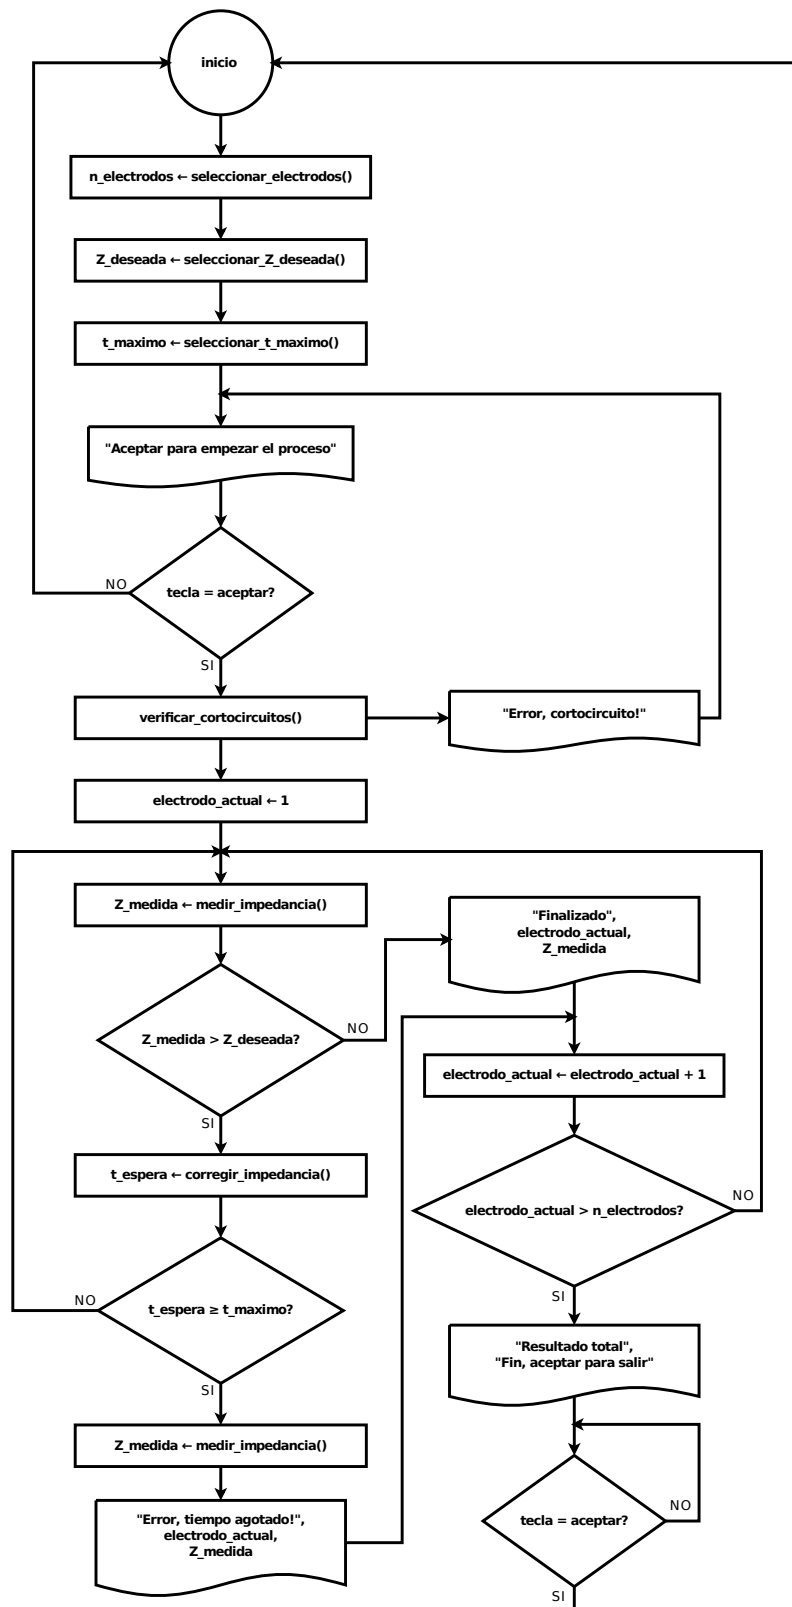 inicio
n_electrodos ← seleccionar_electrodos()
Z_deseada ← seleccionar_Z_deseada()
t_maximo ← seleccionar_t_maximo()
"Aceptar para empezar el proceso"
NO
tecla = aceptar?
SI
verificar_cortocircuitos()
"Error, cortocircuito!"
electrodo_actual ← 1
Z_medida ← medir_impedancia()
"Finalizado",
electrodo_actual,
Z_medida
Z_medida > Z_deseada?
NO
SI
electrodo_actual ← electrodo_actual + 1
t_espera ← corregir_impedancia()
electrodo_actual > n_electrodos?
NO
SI
NO
t_espera ≥ t_maximo?
SI
"Resultado total",
"Fin, aceptar para salir"
Z_medida ← medir_impedancia()
"Error, tiempo agotado!",
electrodo_actual,
Z_medida
tecla = aceptar?
NO
SI